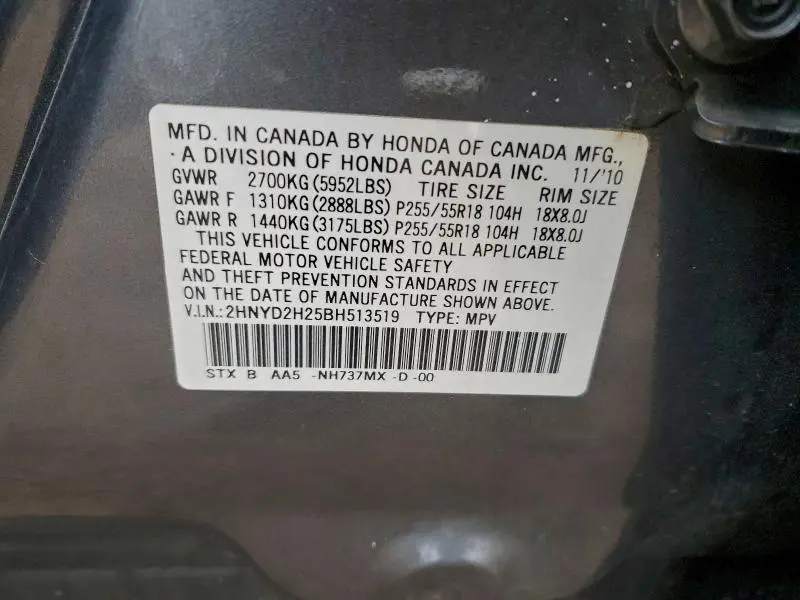 MFD. IN CANADA BY HONDA OF CANADA MFG.,
· A DIVISION OF HONDA CANADA INC. 11/'10
GVWR 2700KG(5952LBS) TIRE SIZE RIM SIZE
GAWR F 1310KG(2888LBS) P255/55R18 104H 18X8.0J
GAWR R 1440KG(3175LBS) P255/55R18 104H 18X8.0J
THIS VEHICLE CONFORMS TO ALL APPLICABLE
FEDERAL MOTOR VEHICLE SAFETY
AND THEFT PREVENTION STANDARDS IN EFFECT
ON THE DATE OF MANUFACTURE SHOWN ABOVE.
V.I.N.:2HNYD2H25BH513519 TYPE: MPV
STX B AA5 -NH737MX -D -00